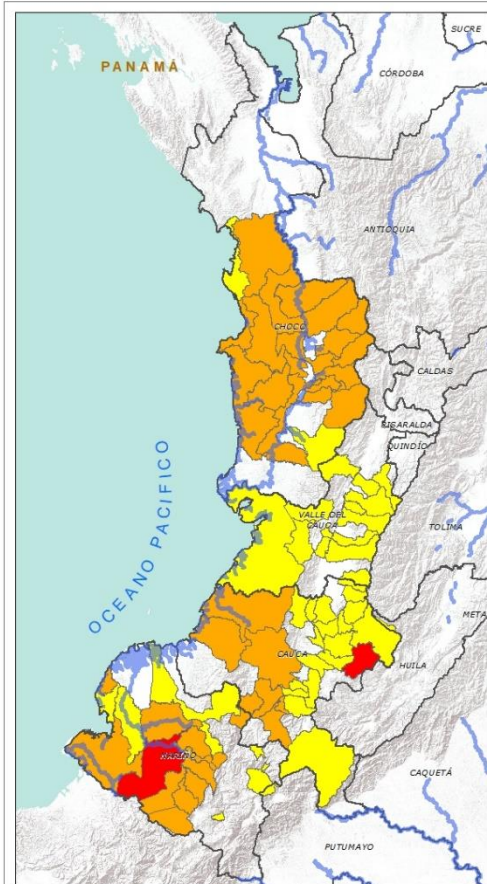 SUCRE
PANAMÁ
CÓRDOBA
ANTIOQUIA
CHOCÓ
CALDAS
RISARALDA
QUINDÍO
OCEANO PACÍFICO
VALLE DEL
CAUCA
TOLIMA
META
CAUCA
HUILA
NARIÑO
CAQUETÁ
PUTUMAYO